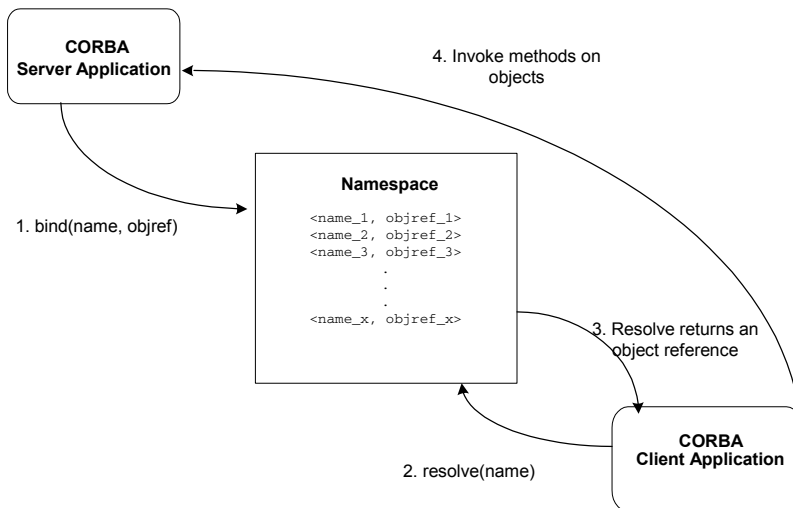 CORBA
Server Application
4. Invoke methods on
objects
1. bind(name, objref)
Namespace
<name_1, objref_1>
<name_2, objref_2>
<name_3, objref_3>
.
.
.
<name_x, objref_x>
3. Resolve returns an
object reference
2. resolve(name)
CORBA
Client Application